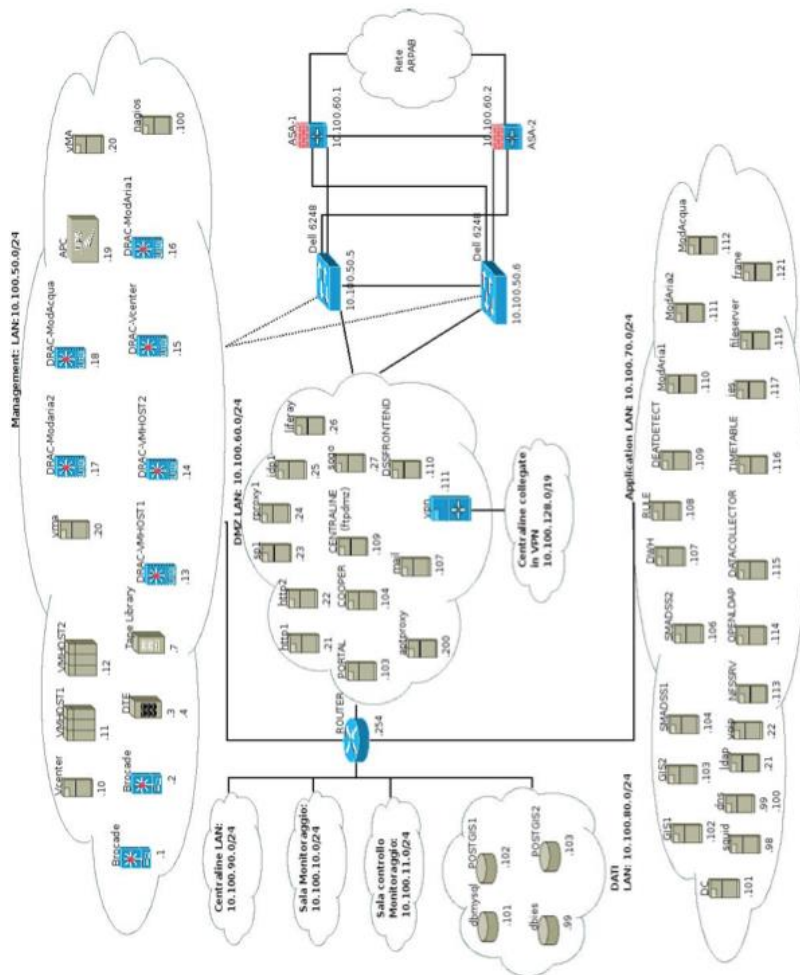 Management: LAN:10.100.50.0/24
Brocade
.1
Vcenter
.10
Brocade
.2
VMHOST1
.11
DTE
.3
.4
VMHOST2
.12
Tape Library
.7
vma
.20
DRAC-VMHOST1
.13
DRAC-Modaria2
.17
DRAC-VMHOST2
.14
DRAC-ModAcqua
.18
DRAC-Vcenter
.15
APC
.19
DRAC-ModAria1
.16
vMA
.20
nagios
.100
Centraline LAN:
10.100.90.0/24
Sala Monitoraggio:
10.100.10.0/24
Sala controllo
Monitoraggio:
10.100.11.0/24
ROUTER
.254
DMZ LAN: 10.100.60.0/24
http1
.21
http2
.22
sp1
.23
rproxy1
.24
idp1
.25
liferay
.26
PORTAL
.103
COOPER
.104
CENTRALINE
(ftpdmz)
.109
sogo
.27
DSSFRONTEND
.110
aptproxy
.200
mail
.107
vpn
.111
Centraline collegate
in VPN
10.100.128.0/19
Dell 6248
10.100.50.5
Dell 6248
10.100.50.6
ASA-1
10.100.60.1
10.100.60.2
ASA-2
Rete
ARPAB
DATI
LAN: 10.100.80.0/24
dbmysql
.101
POSTGIS1
.102
dbies
.99
POSTGIS2
.103
Application LAN: 10.100.70.0/24
DC
.101
GIS1
.102
squid
.98
GIS2
.103
dns
.99
.100
SMADSS1
.104
ldap
.21
.22
NFSSRV
.113
SMADSS2
.106
OPENLDAP
.114
DWH
.107
RULE
.108
DATACOLLECTOR
.115
DEATDETECT
.109
TIMETABLE
.116
ModAria1
.110
ies
.117
ModAria2
.111
fileserver
.119
ModAcqua
.112
frane
.121